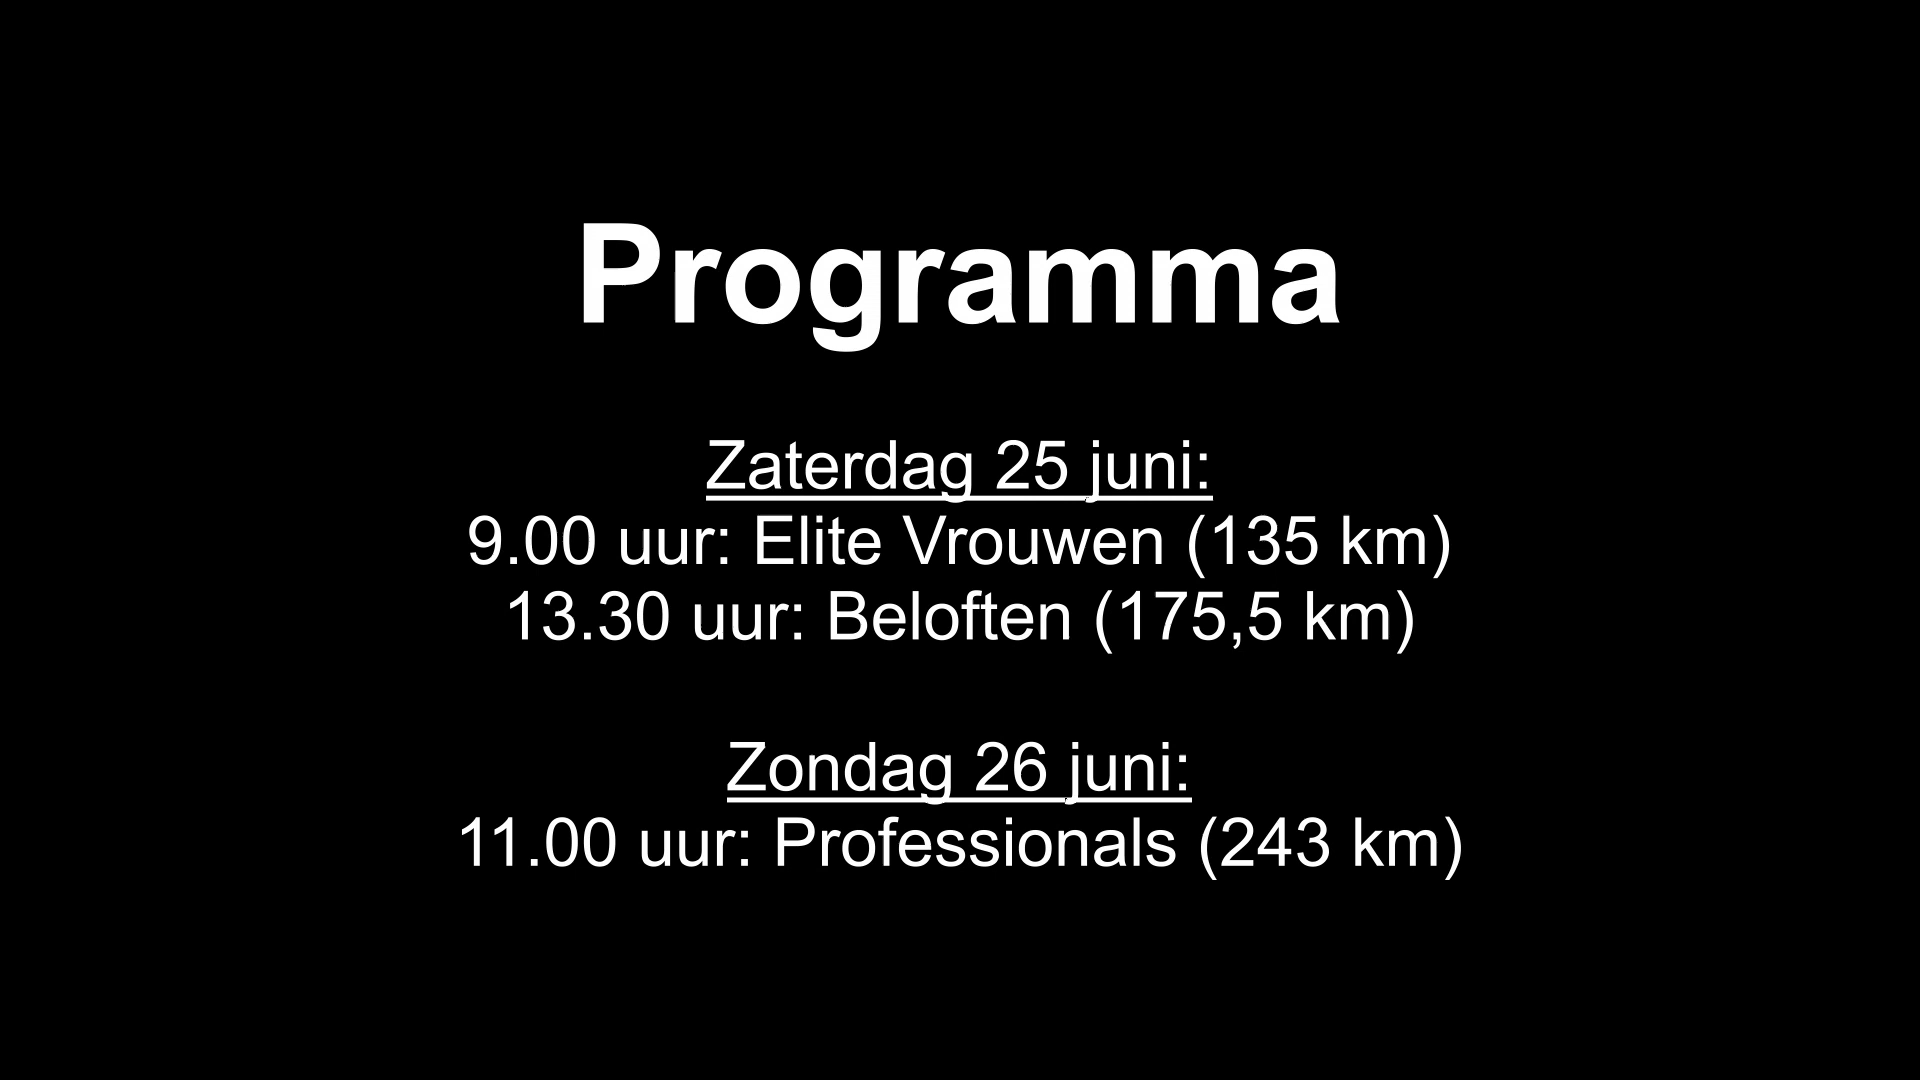 Programma
Zaterdag 25 juni:
9.00 uur: Elite Vrouwen (135 km)
13.30 uur: Beloften (175,5 km)
Zondag 26 juni:
11.00 uur: Professionals (243 km)